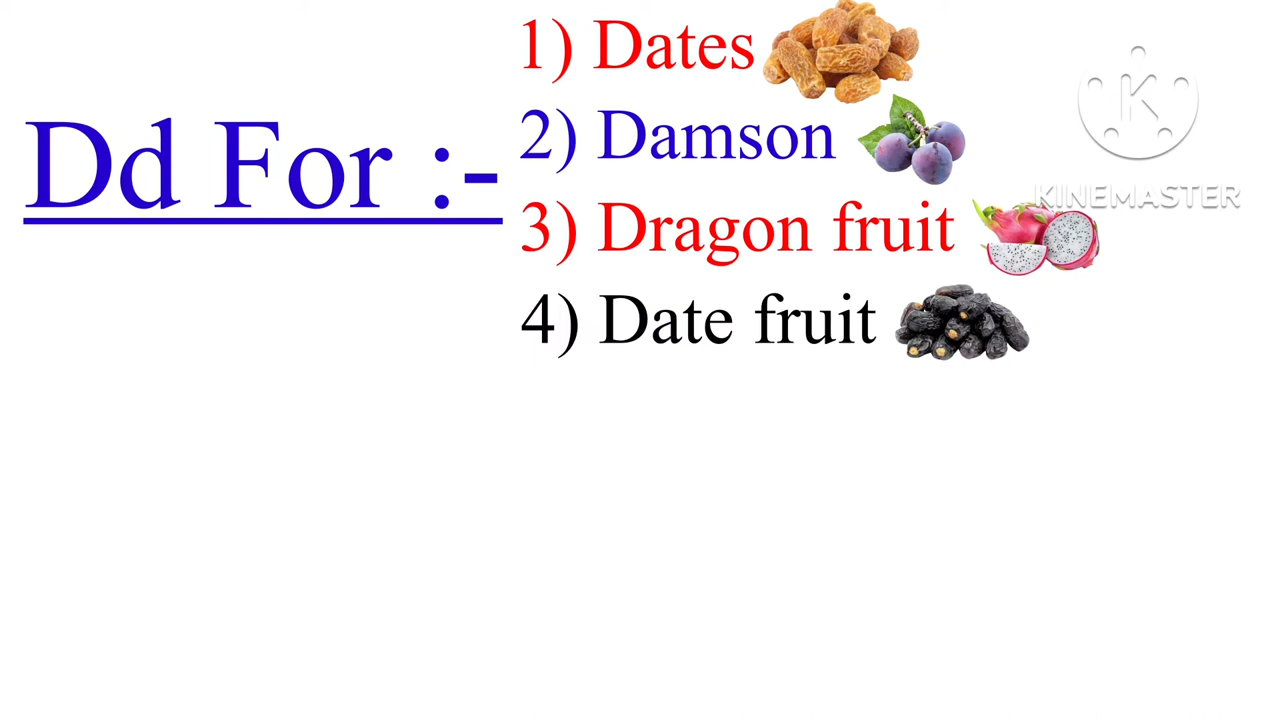 Dd For :-
1) Dates
2) Damson
3) Dragon fruit
4) Date fruit
KINEMASTER